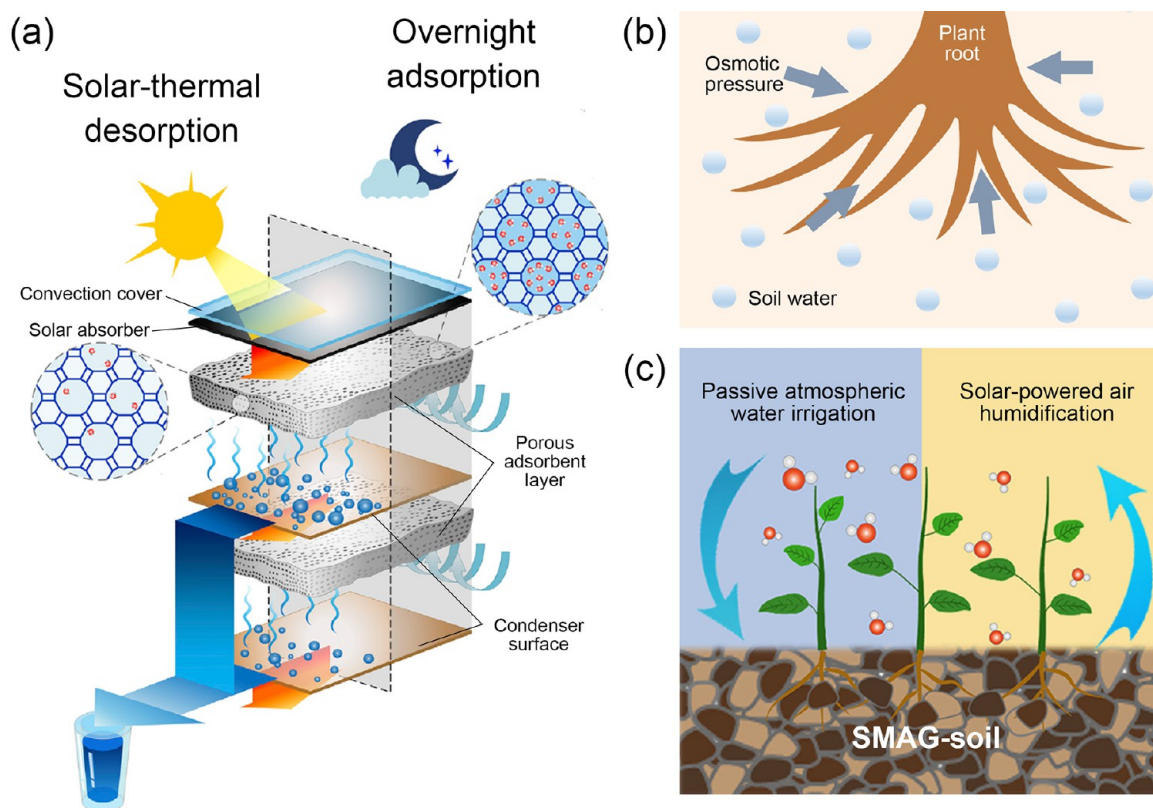 (a)
Solar-thermal
desorption
Overnight
adsorption
Convection cover
Solar absorber
Porous
adsorbent
layer
Condenser
surface
(b)
Plant
root
Osmotic
pressure
Soil water
(c)
Passive atmospheric
water irrigation
Solar-powered air
humidification
SMAG-soil